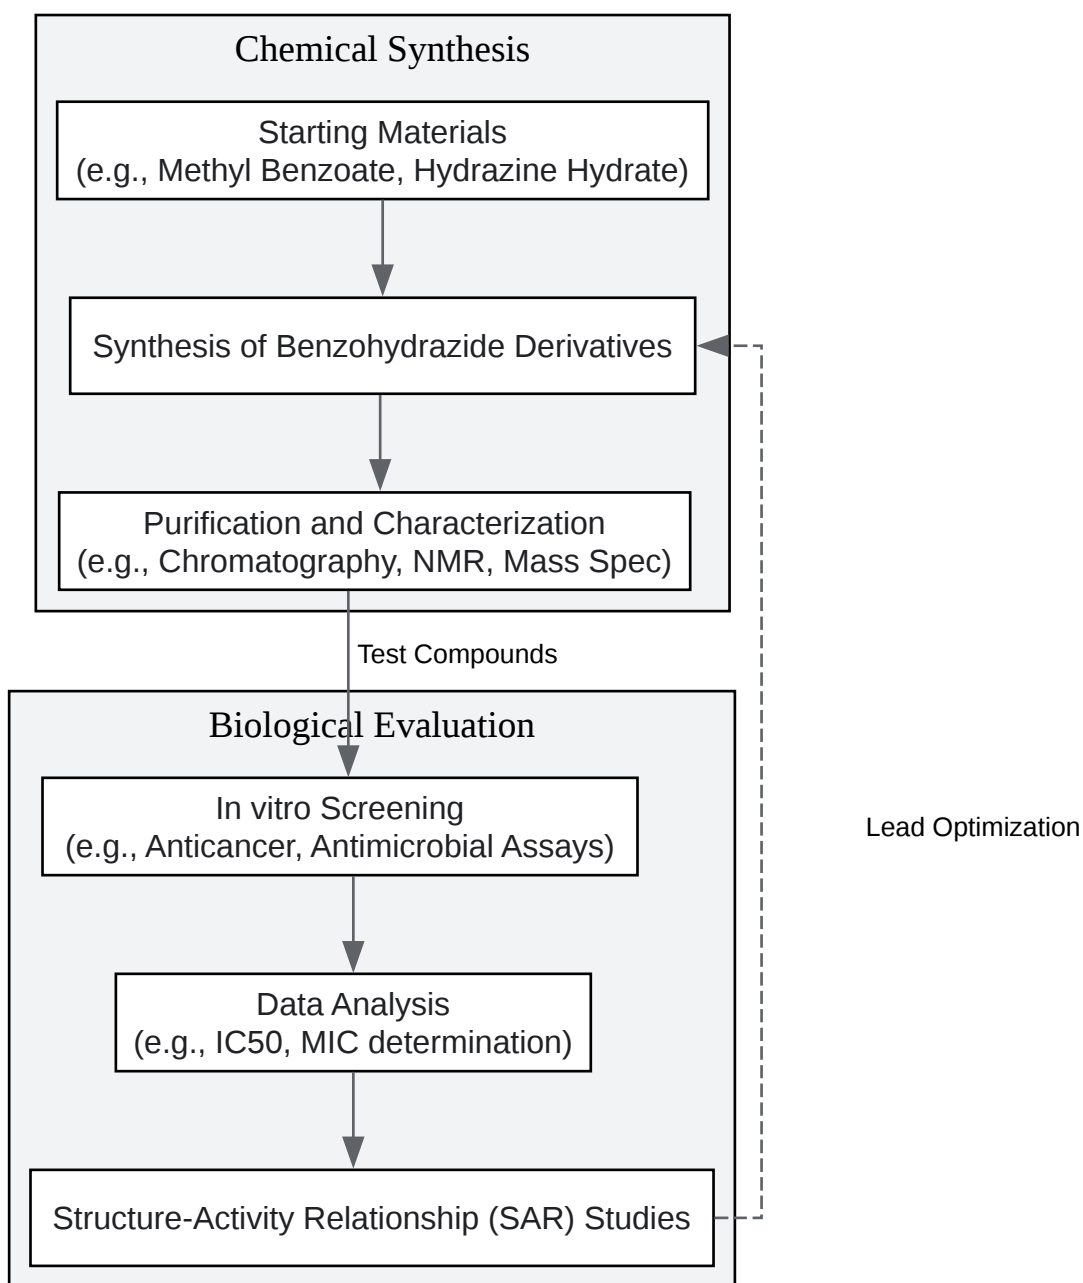 Chemical Synthesis
Starting Materials
(e.g., Methyl Benzoate, Hydrazine Hydrate)
Synthesis of Benzohydrazide Derivatives
Purification and Characterization
(e.g., Chromatography, NMR, Mass Spec)
Test Compounds
Biological Evaluation
In vitro Screening
(e.g., Anticancer, Antimicrobial Assays)
Lead Optimization
Data Analysis
(e.g., IC50, MIC determination)
Structure-Activity Relationship (SAR) Studies